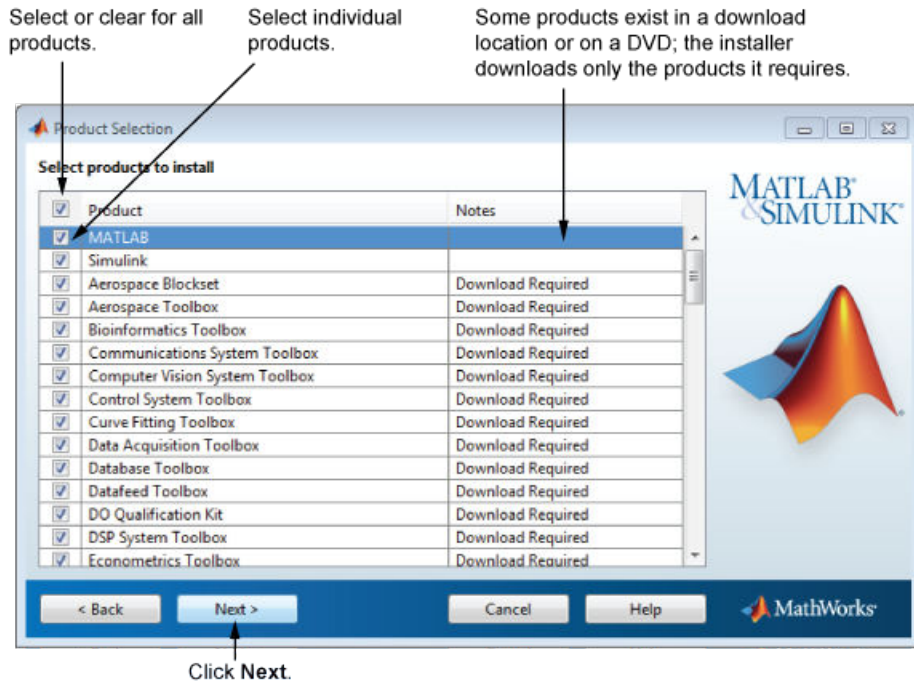 Select or clear for all
products.
Select individual
products.
Some products exist in a download
location or on a DVD; the installer
downloads only the products it requires.
Product Selection
Select products to install
Product Notes
MATLAB
Simulink
Aerospace Blockset Download Required
Aerospace Toolbox Download Required
Bioinformatics Toolbox Download Required
Communications System Toolbox Download Required
Computer Vision System Toolbox Download Required
Control System Toolbox Download Required
Curve Fitting Toolbox Download Required
Data Acquisition Toolbox Download Required
Database Toolbox Download Required
Datafeed Toolbox Download Required
DO Qualification Kit Download Required
DSP System Toolbox Download Required
Econometrics Toolbox Download Required
MATLAB®
&SIMULINK®
< Back Next > Cancel Help
MathWorks®
Click Next.